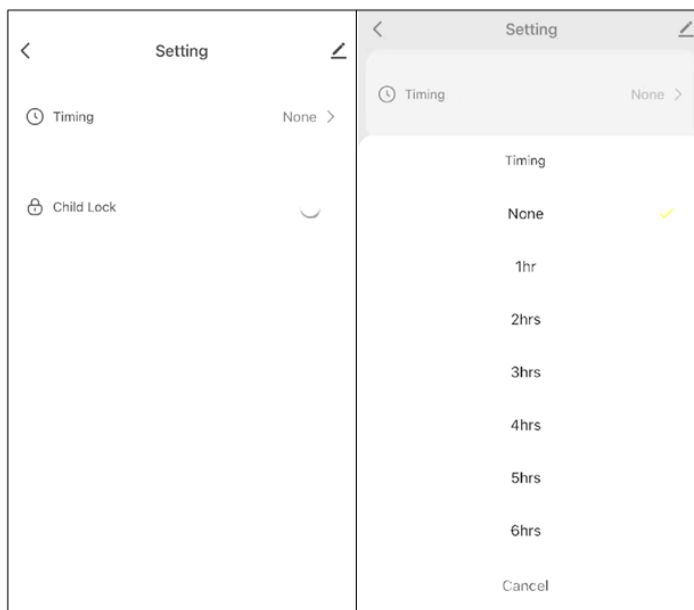 Setting
Timing None
Child Lock
Setting
Timing None
Timing
None
1hr
2hrs
3hrs
4hrs
5hrs
6hrs
Cancel